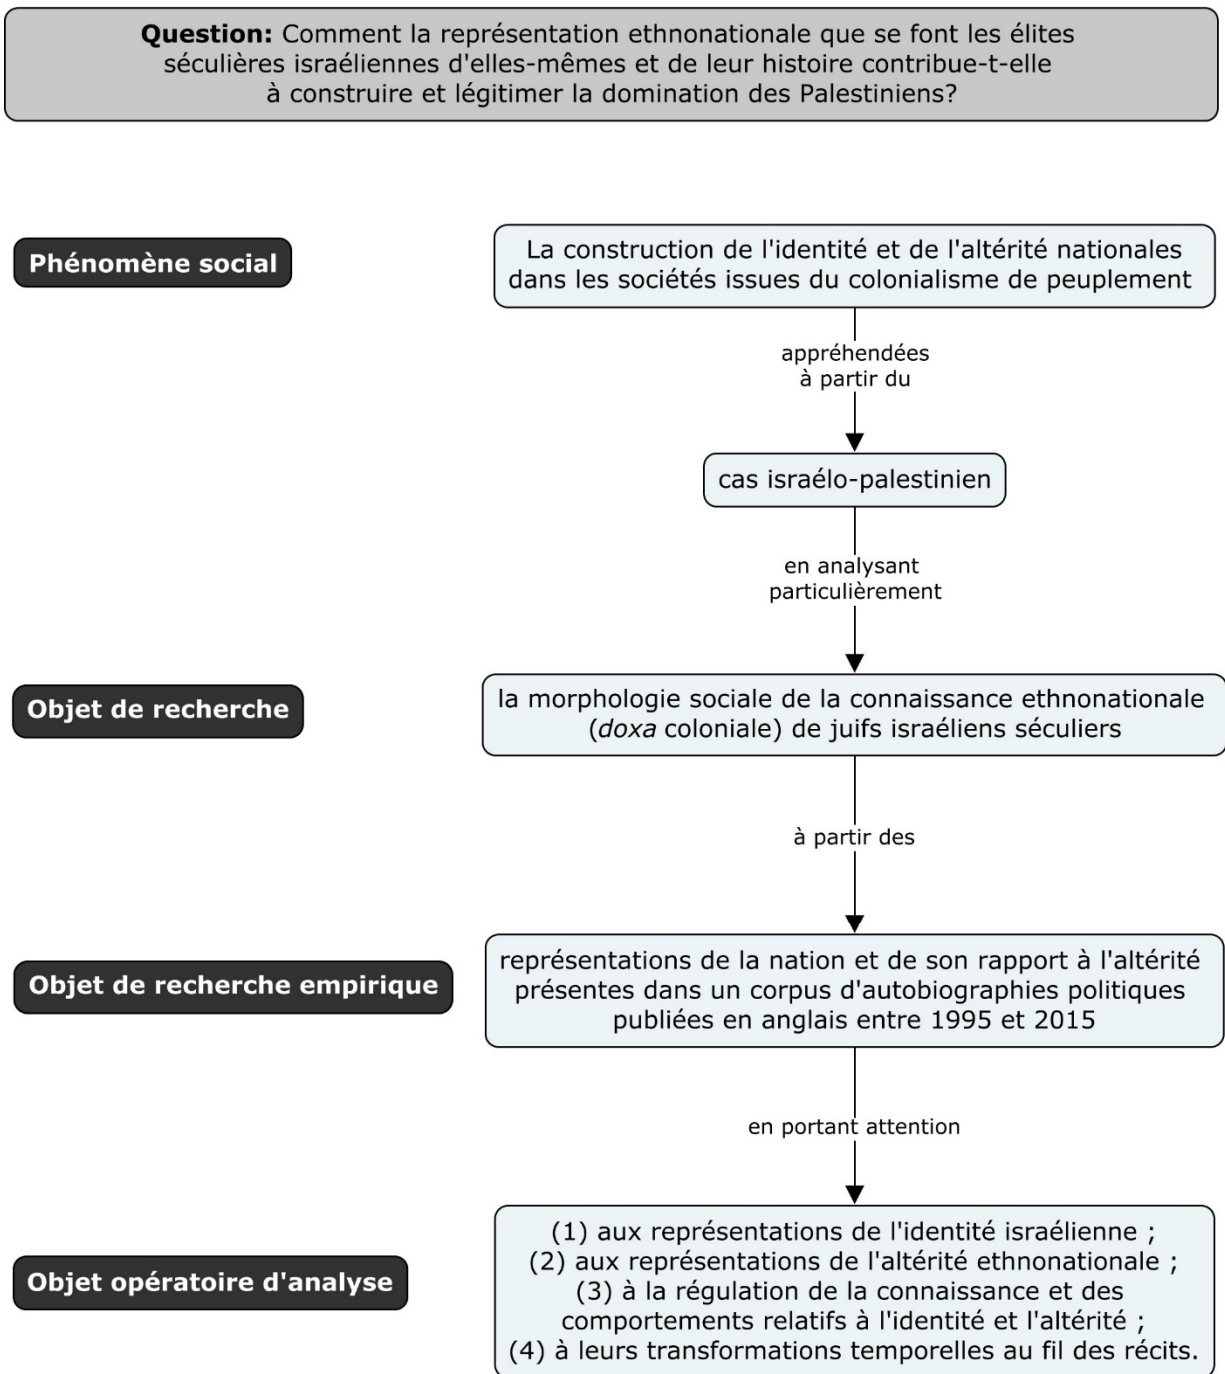 Question: Comment la représentation ethnonationale que se font les élites
séculières israéliennes d'elles-mêmes et de leur histoire contribue-t-elle
à construire et légitimer la domination des Palestiniens?
Phénomène social
La construction de l'identité et de l'altérité nationales
dans les sociétés issues du colonialisme de peuplement
appréhendées
à partir du
cas israélo-palestinien
en analysant
particulièrement
Objet de recherche
la morphologie sociale de la connaissance ethnonationale
(doxa coloniale) de juifs israéliens séculiers
à partir des
Objet de recherche empirique
représentations de la nation et de son rapport à l'altérité
présentes dans un corpus d'autobiographies politiques
publiées en anglais entre 1995 et 2015
en portant attention
Objet opératoire d'analyse
(1) aux représentations de l'identité israélienne ;
(2) aux représentations de l'altérité ethnonationale ;
(3) à la régulation de la connaissance et des
comportements relatifs à l'identité et l'altérité ;
(4) à leurs transformations temporelles au fil des récits.